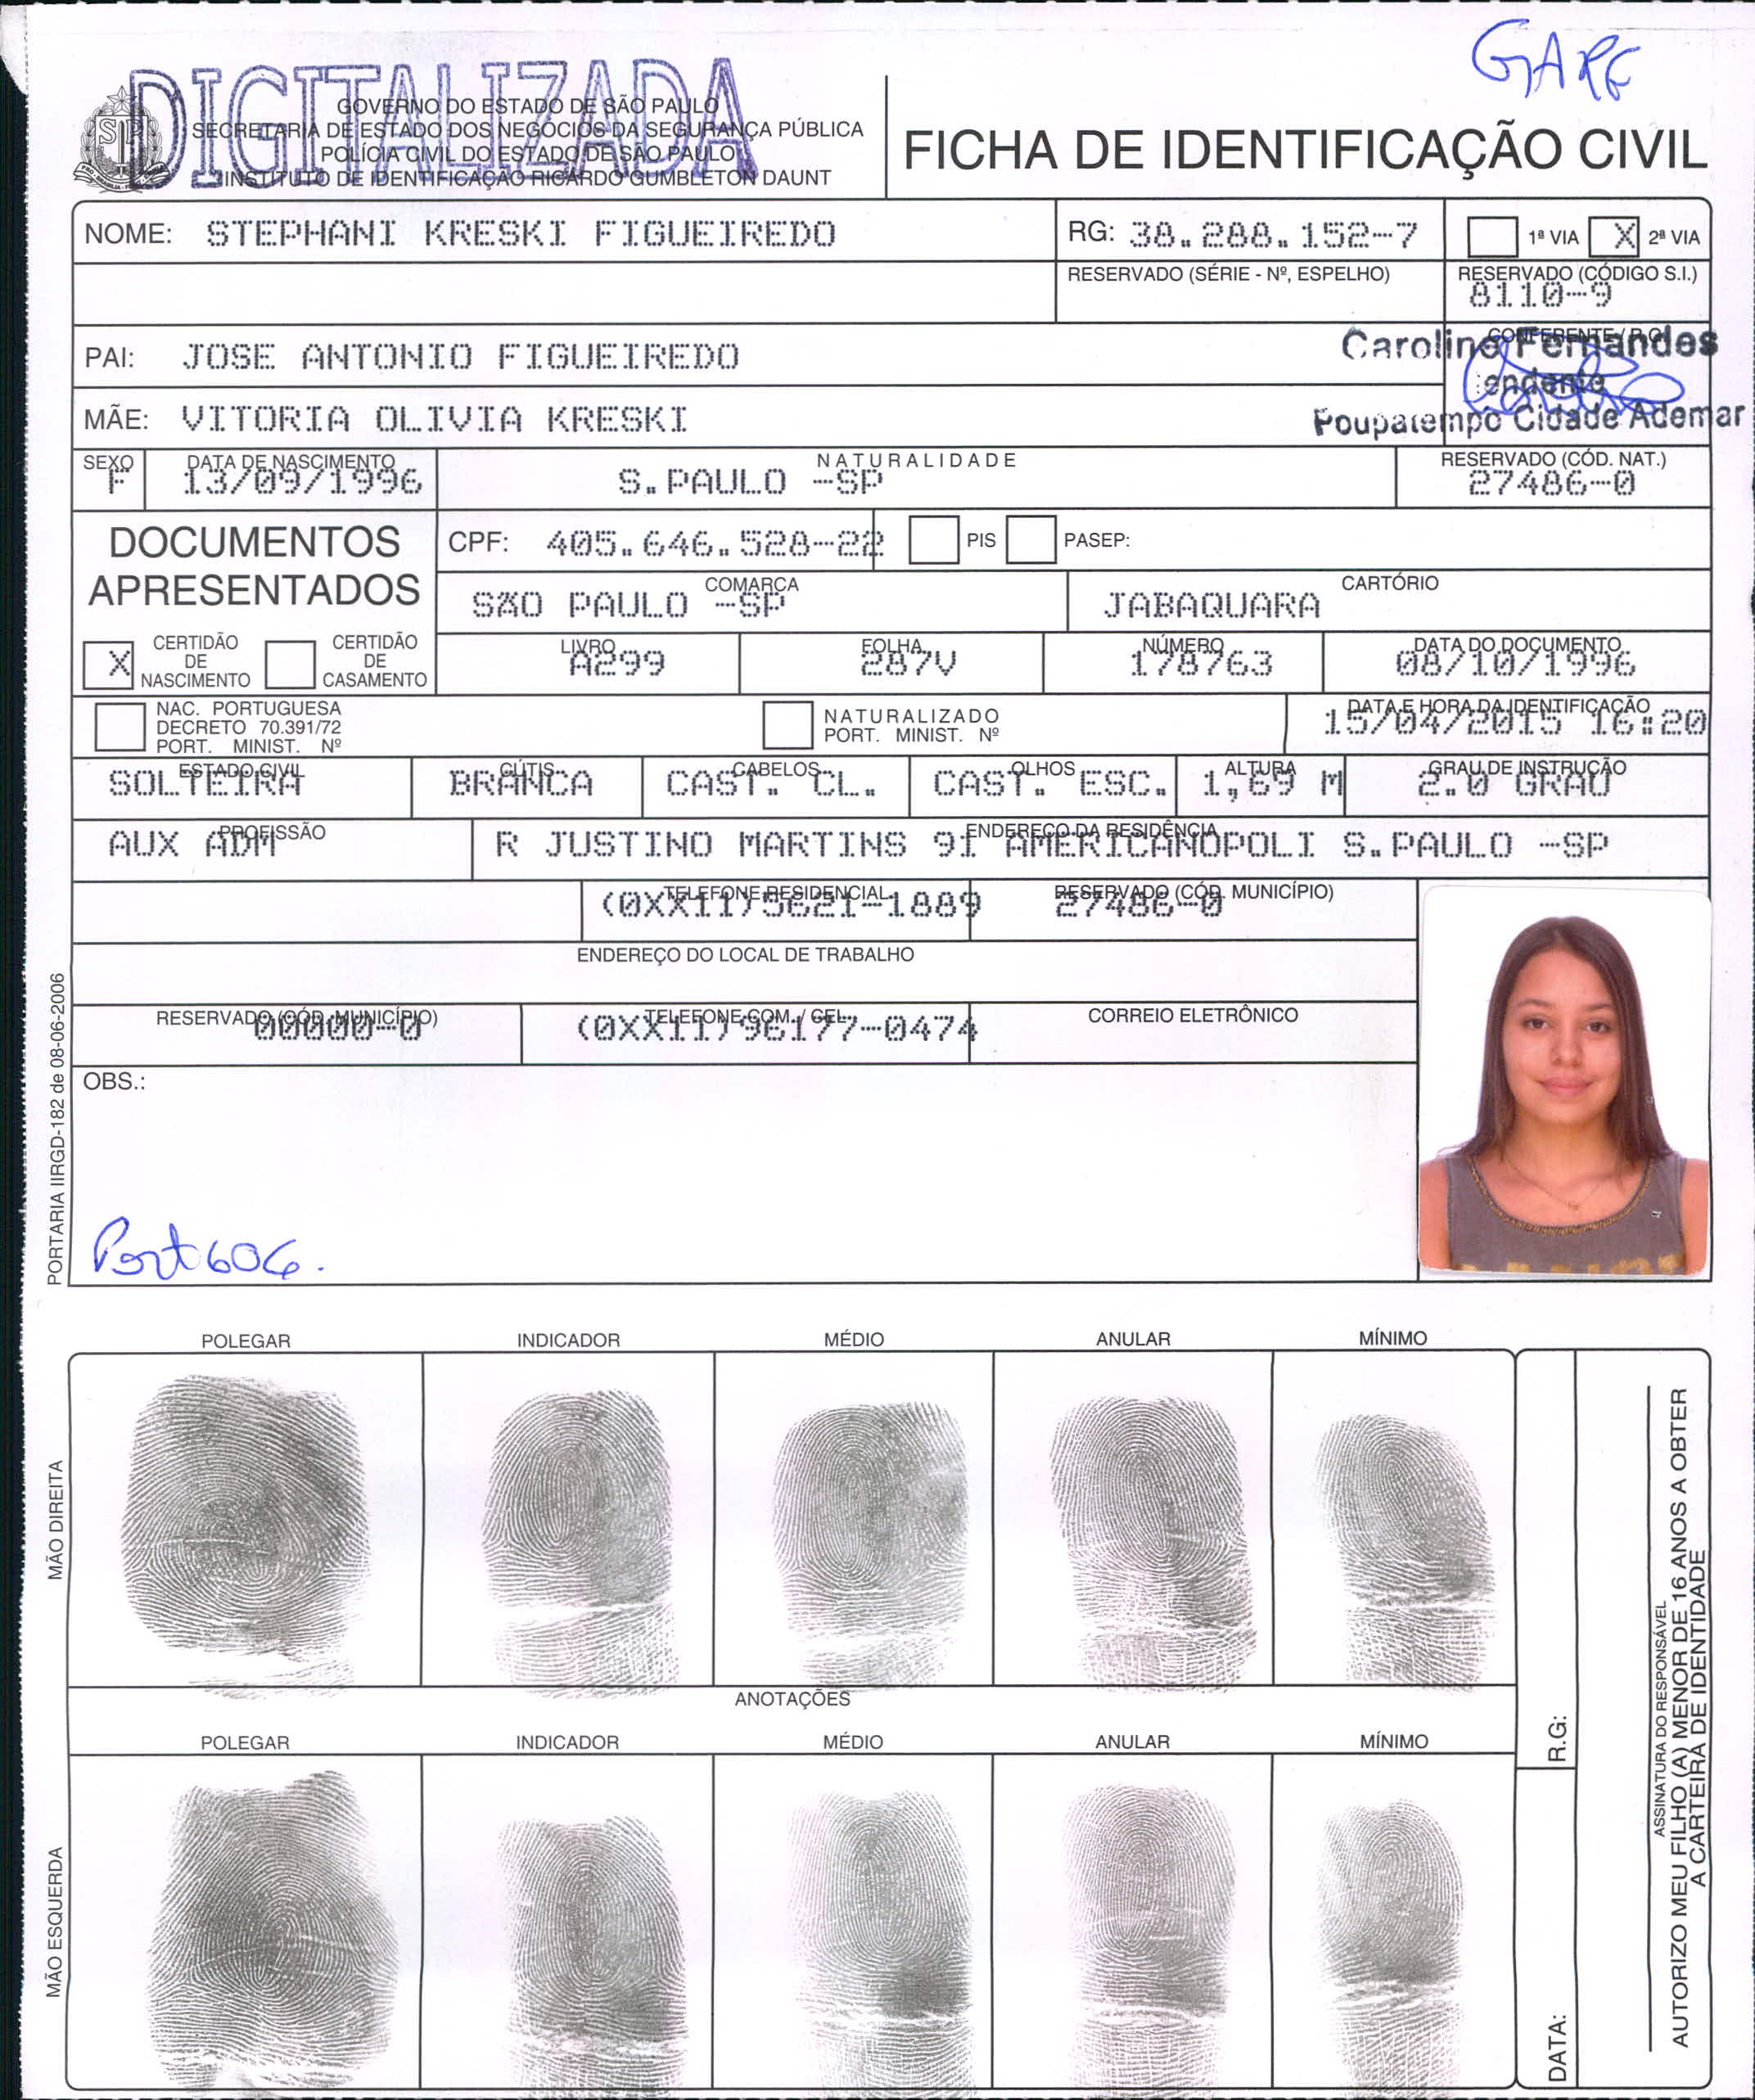 GARE
DIGITALIZADA
GOVERNO DO ESTADO DE SÃO PAULO
SECRETARIA DE ESTADO DOS NEGÓCIOS DA SEGURANÇA PÚBLICA
POLÍCIA CIVIL DO ESTADO DE SÃO PAULO
INSTITUTO DE IDENTIFICAÇÃO RICARDO GUMBLETON DAUNT
FICHA DE IDENTIFICAÇÃO CIVIL
NOME: STEPHANI KRESKI FIGUEIREDO
RG: 38.288.152-7
1ª VIA X 2ª VIA
RESERVADO (SÉRIE - Nº, ESPELHO)
RESERVADO (CÓDIGO S.I.)
8110-9
PAI: JOSE ANTONIO FIGUEIREDO
CONFERENTE / R.G.
Caroline Fernandes
endente
Poupatempo Cidade Ademar
MÃE: VITORIA OLIVIA KRESKI
SEXO
F
DATA DE NASCIMENTO
13/09/1996
NATURALIDADE
S.PAULO -SP
RESERVADO (CÓD. NAT.)
27486-0
DOCUMENTOS
APRESENTADOS
CPF: 405.646.528-22
PIS
PASEP:
COMARCA
SÃO PAULO -SP
CARTÓRIO
JABAQUARA
X CERTIDÃO
DE
NASCIMENTO
CERTIDÃO
DE
CASAMENTO
LIVRO
A299
FOLHA
287V
NÚMERO
178763
DATA DO DOCUMENTO
08/10/1996
NAC. PORTUGUESA
DECRETO 70.391/72
PORT. MINIST. Nº
NATURALIZADO
PORT. MINIST. Nº
DATA E HORA DA IDENTIFICAÇÃO
15/04/2015 16:20
ESTADO CIVIL
SOLTEIRA
CÚTIS
BRANCA
CABELOS
CAST. CL.
OLHOS
CAST. ESC.
ALTURA
1,69 M
GRAU DE INSTRUÇÃO
2.0 GRAU
PROFISSÃO
AUX ADM
ENDEREÇO DA RESIDÊNCIA
R JUSTINO MARTINS 91 AMERICANOPOLI S.PAULO -SP
TELEFONE RESIDENCIAL
(0XX11)5621-1889
RESERVADO (CÓD. MUNICÍPIO)
27486-0
ENDEREÇO DO LOCAL DE TRABALHO
RESERVADO (CÓD. MUNICÍPIO)
00000-0
TELEFONE COM. / CEL.
(0XX11)96177-0474
CORREIO ELETRÔNICO
OBS.:
PORTARIA IIRGD-182 de 08-06-2006
POLEGAR INDICADOR MÉDIO ANULAR MÍNIMO
MÃO DIREITA
ANOTAÇÕES
POLEGAR INDICADOR MÉDIO ANULAR MÍNIMO
MÃO ESQUERDA
R.G:
DATA:
ASSINATURA DO RESPONSÁVEL
AUTORIZO MEU FILHO (A) MENOR DE 16 ANOS A OBTER
A CARTEIRA DE IDENTIDADE